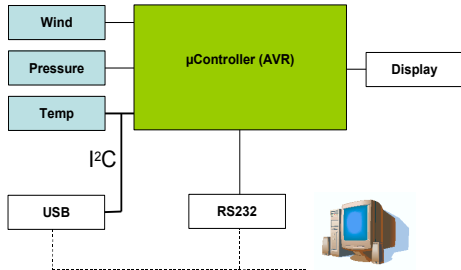 Wind
µController (AVR)
Pressure
Display
Temp
I²C
USB
RS232